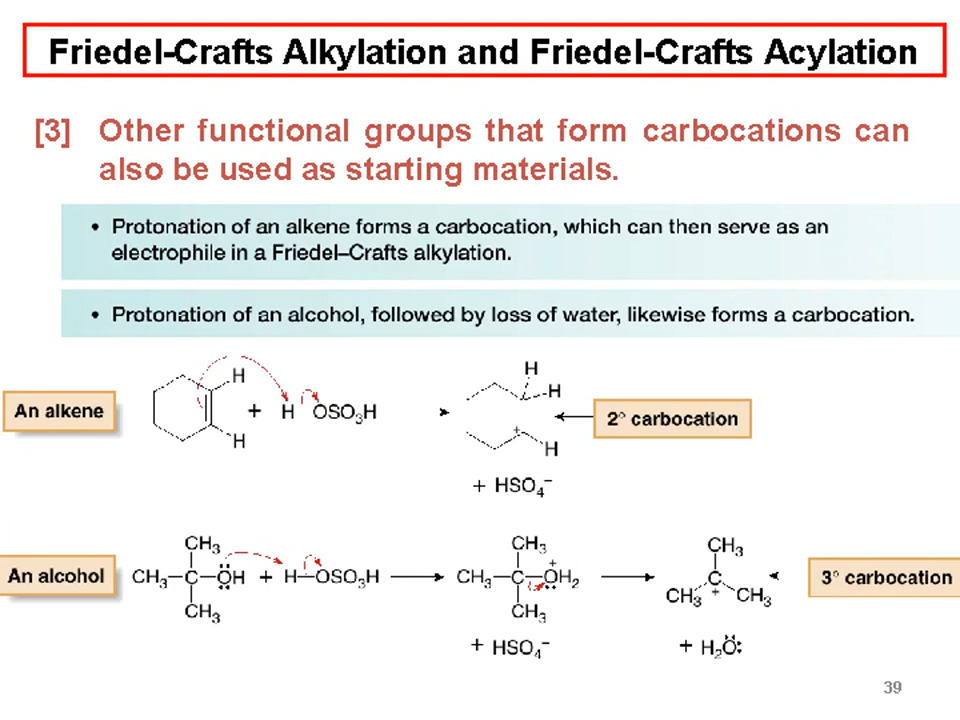 Friedel-Crafts Alkylation and Friedel-Crafts Acylation
[3] Other functional groups that form carbocations can
also be used as starting materials.
• Protonation of an alkene forms a carbocation, which can then serve as an
electrophile in a Friedel–Crafts alkylation.
• Protonation of an alcohol, followed by loss of water, likewise forms a carbocation.
An alkene
H
H
+ H OSO₃H
H
H
+
H
2° carbocation
+ HSO₄⁻
An alcohol
CH₃
CH₃—C—OH + H—OSO₃H
CH₃
CH₃
CH₃—C—OH₂
+
CH₃
+ HSO₄⁻
CH₃
C
+
CH₃ CH₃
+ H₂O
3° carbocation
39